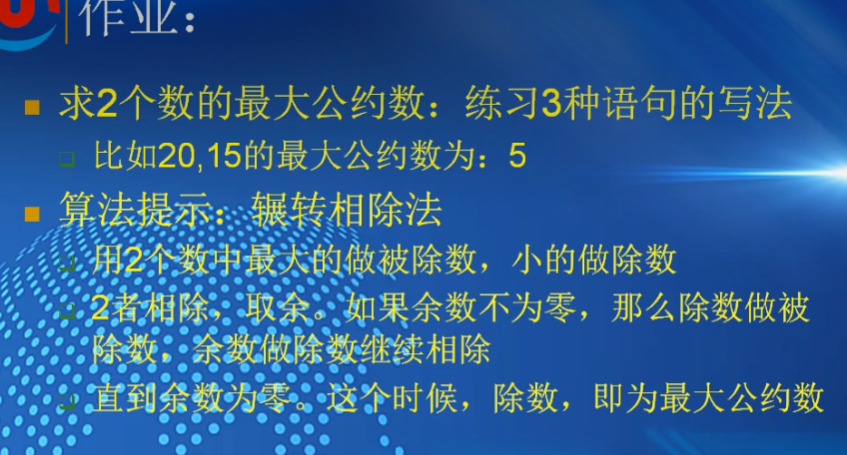 作业：
求2个数的最大公约数：练习3种语句的写法
比如20,15的最大公约数为：5
算法提示：辗转相除法
用2个数中最大的做被除数，小的做除数
2者相除，取余。如果余数不为零，那么除数做被
除数，余数做除数继续相除
直到余数为零。这个时候，除数，即为最大公约数